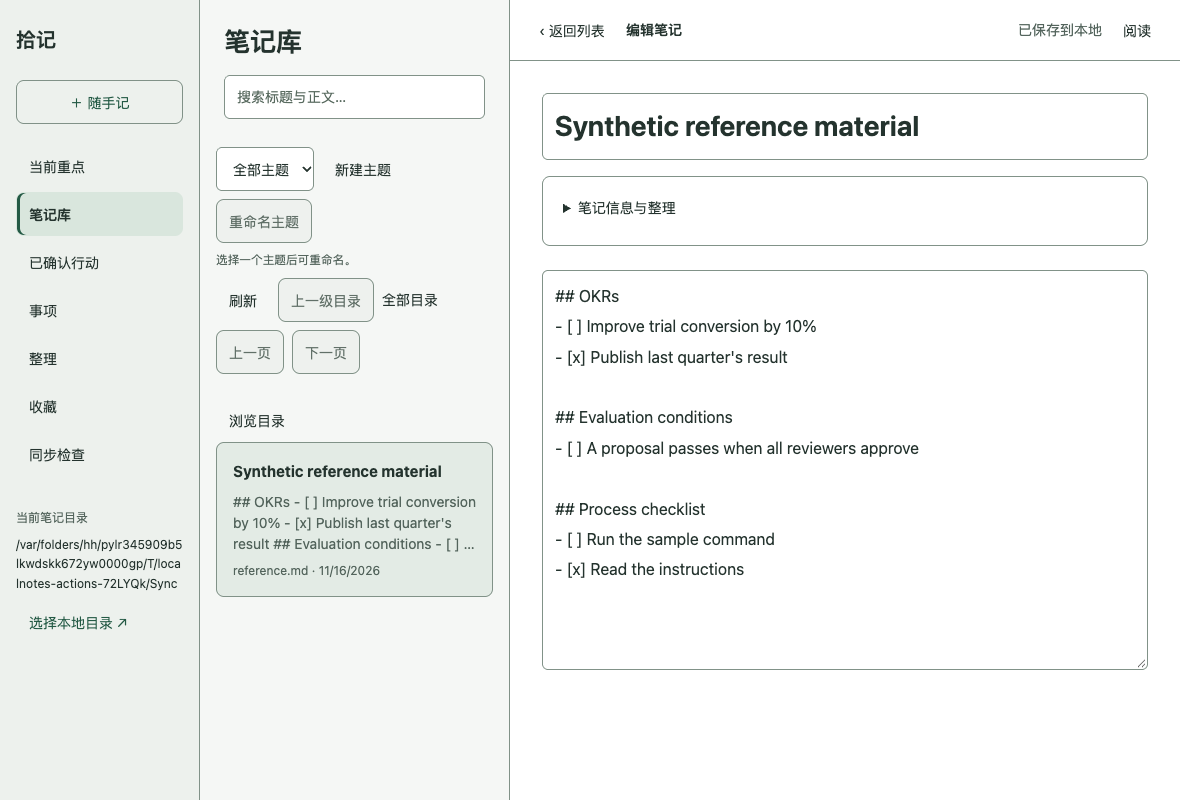 拾记
＋ 随手记
当前重点
笔记库
已确认行动
事项
整理
收藏
同步检查
当前笔记目录
/var/folders/hh/pylr345909b5
lkwdskk672yw0000gp/T/loca
lnotes-actions-72LYQk/Sync
选择本地目录 ↗
笔记库
搜索标题与正文…
全部主题
新建主题
重命名主题
选择一个主题后可重命名。
刷新
上一级目录
全部目录
上一页
下一页
浏览目录
Synthetic reference material
## OKRs - [ ] Improve trial conversion
by 10% - [x] Publish last quarter's
result ## Evaluation conditions - [ ] ...
reference.md · 11/16/2026
‹ 返回列表
编辑笔记
已保存到本地
阅读
Synthetic reference material
▶ 笔记信息与整理
## OKRs
- [ ] Improve trial conversion by 10%
- [x] Publish last quarter's result
## Evaluation conditions
- [ ] A proposal passes when all reviewers approve
## Process checklist
- [ ] Run the sample command
- [x] Read the instructions